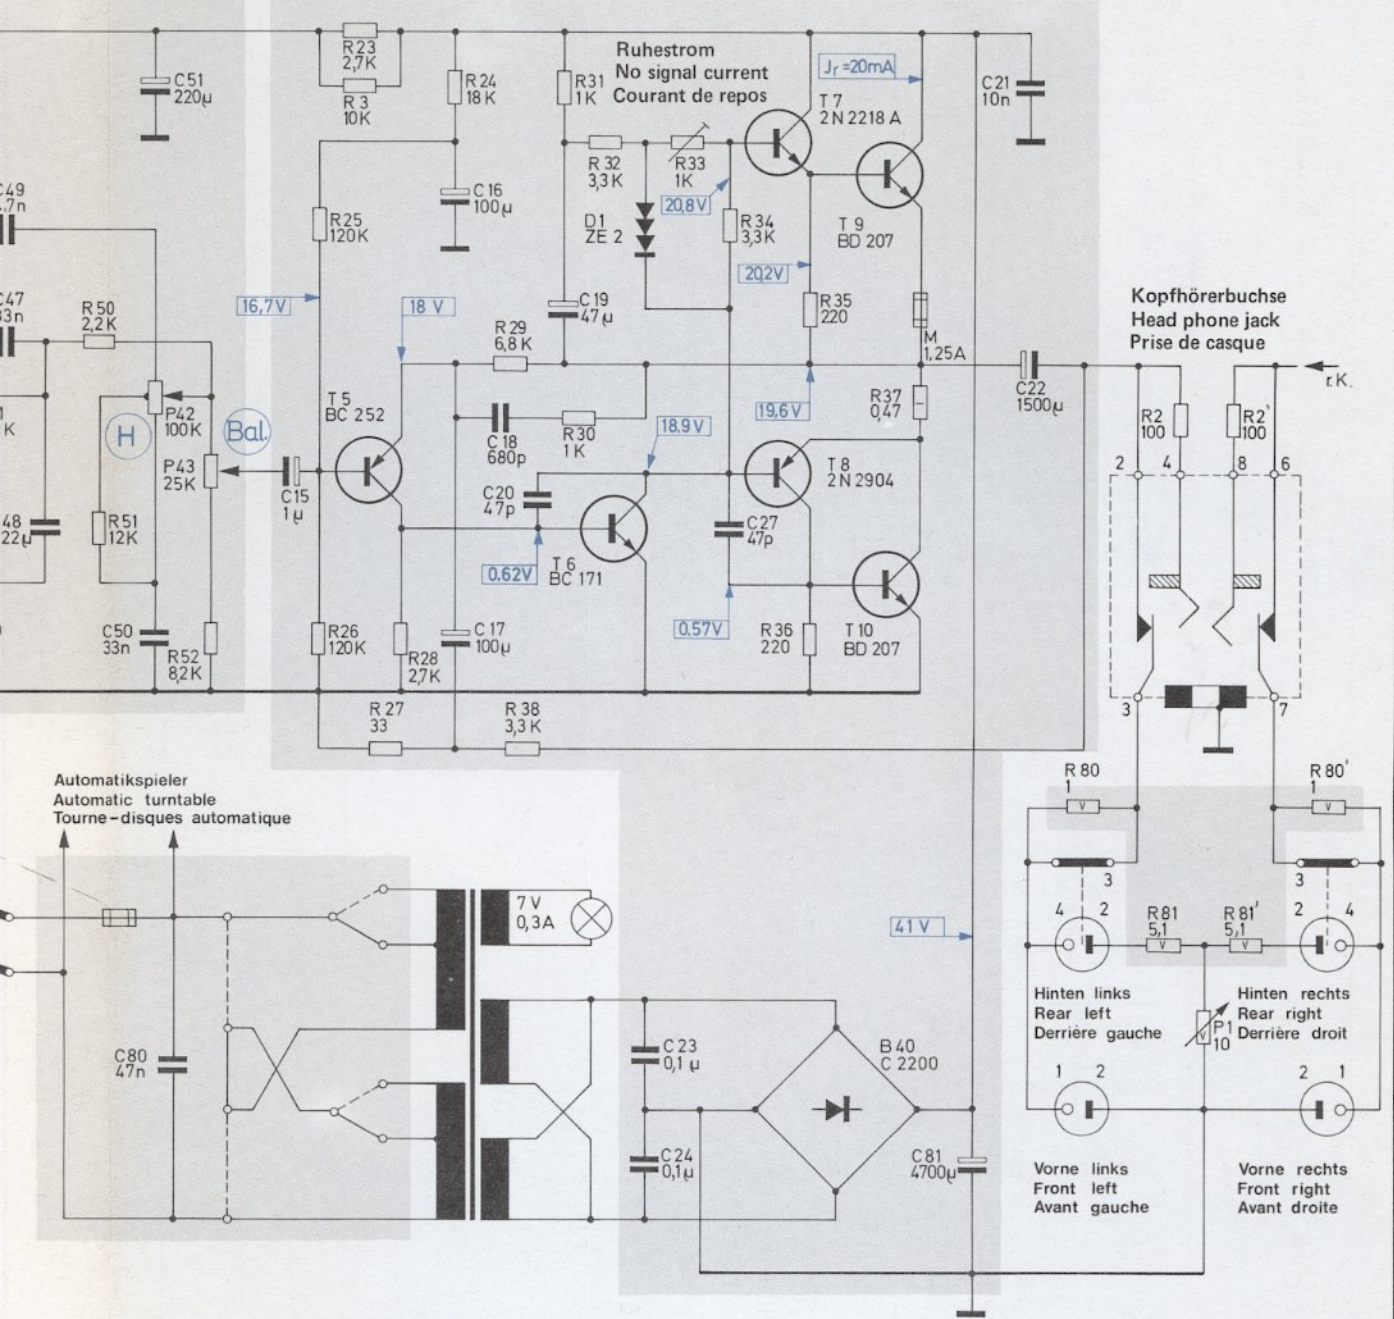 R23
2,7K
R3
10K
C51
220µ
R24
18K
R31
1K
Ruhestrom
No signal current
Courant de repos
Jr=20mA
C21
10n
T7
2N2218A
R32
3,3K
R33
1K
20,8V
C49
C16
100µ
R25
120K
D1
ZE 2
R34
3,3K
T9
BD 207
20,2V
16,7V
18 V
C47
R50
2,2K
C19
47µ
R35
220
Kopfhörerbuchse
Head phone jack
Prise de casque
R29
6,8K
M
1,25A
C22
1500µ
r.K.
T5
BC 252
H
P42
100K
Bal.
19,6V
R37
0,47
R2
100
R2'
100
C18
680p
R30
1K
18,9V
P43
25K
C15
1µ
T8
2N2904
2
4
8
6
C20
47p
R51
12K
C27
47p
0.62V
T6
BC 171
C50
33n
R52
8,2K
R26
120K
R28
2,7K
C17
100µ
0.57V
R36
220
T10
BD 207
R27
33
R38
3,3K
3
7
Automatikspieler
Automatic turntable
Tourne-disques automatique
R80
1
V
R80'
1
V
3
3
7V
0,3A
41 V
4
2
R81
5,1
V
R81'
5,1
V
2
4
Hinten links
Rear left
Derrière gauche
Hinten rechts
Rear right
Derrière droit
P1
10
V
C80
47n
C23
0,1µ
B40
C2200
1
2
2
1
C24
0,1µ
C81
4700µ
Vorne links
Front left
Avant gauche
Vorne rechts
Front right
Avant droite